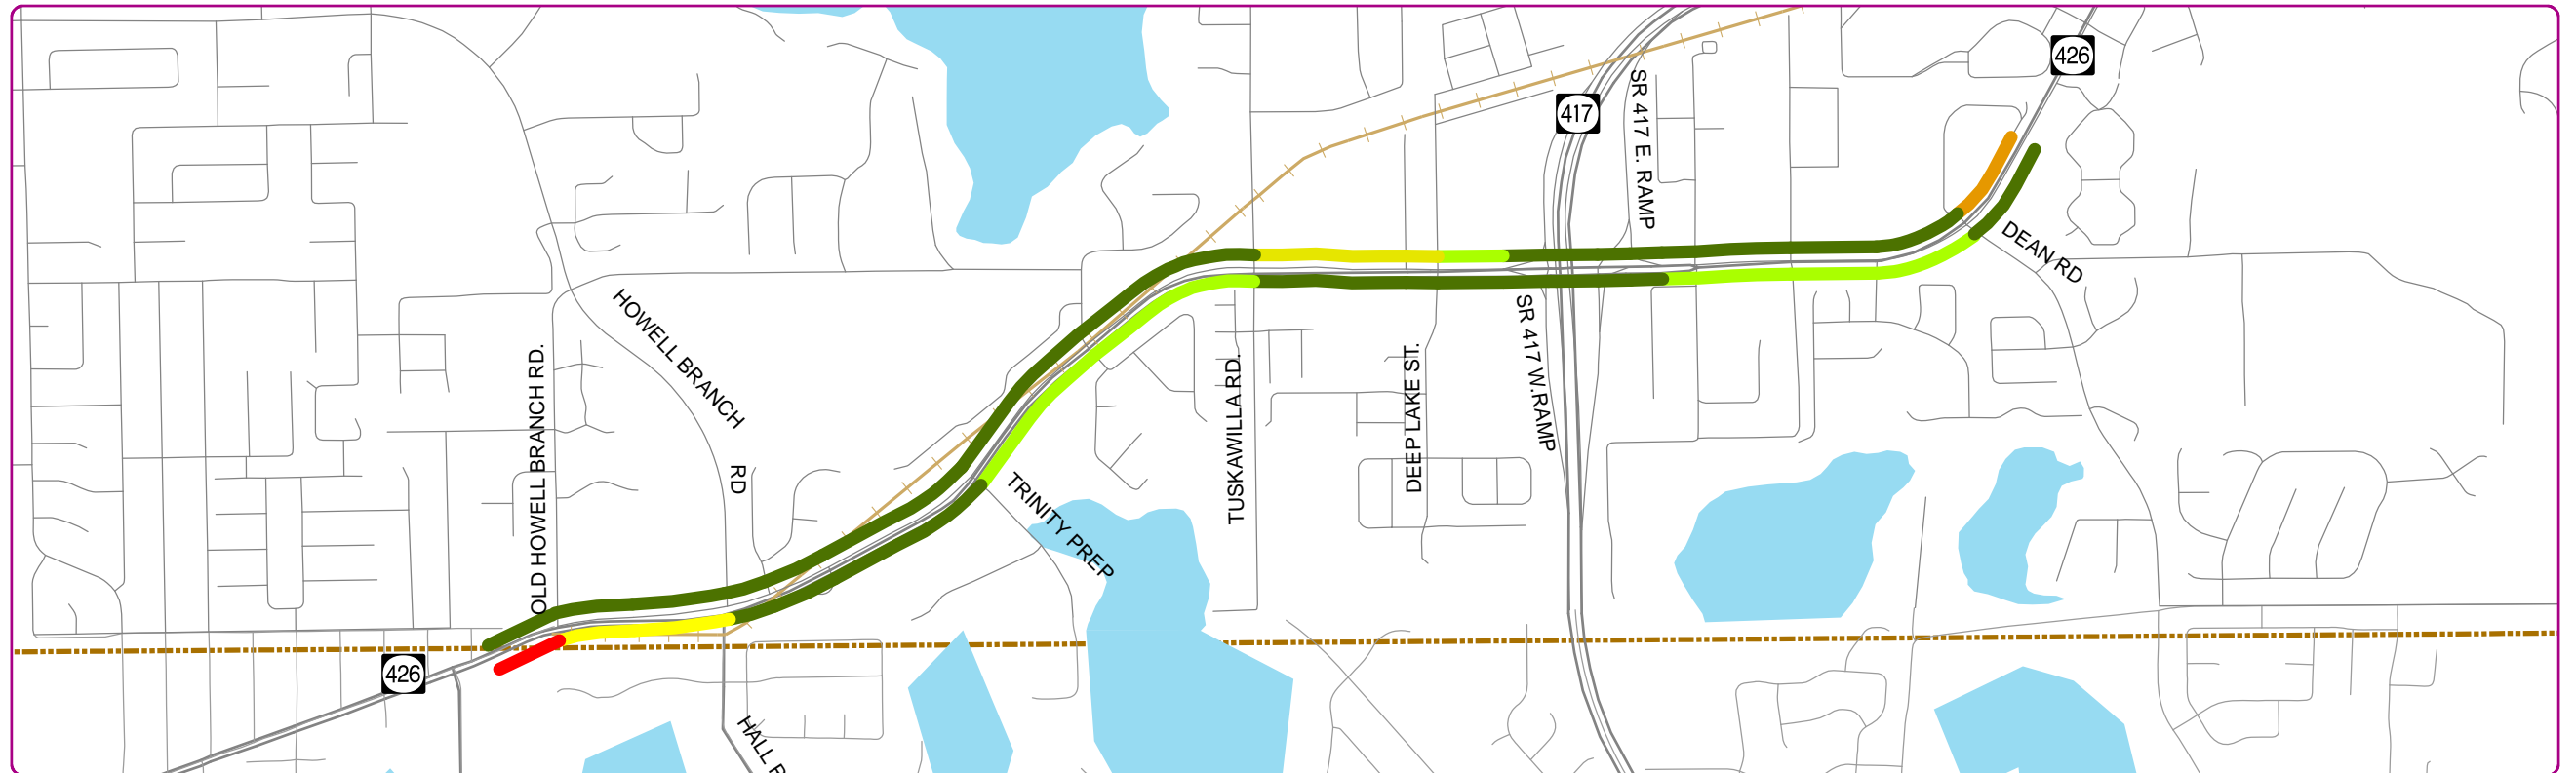 426
417
SR 417 E. RAMP
DEAN RD
HOWELL BRANCH
RD
OLD HOWELL BRANCH RD.
TUSKAWILLA RD.
DEEP LAKE ST.
SR 417 W.RAMP
TRINITY PREP
426
HALL